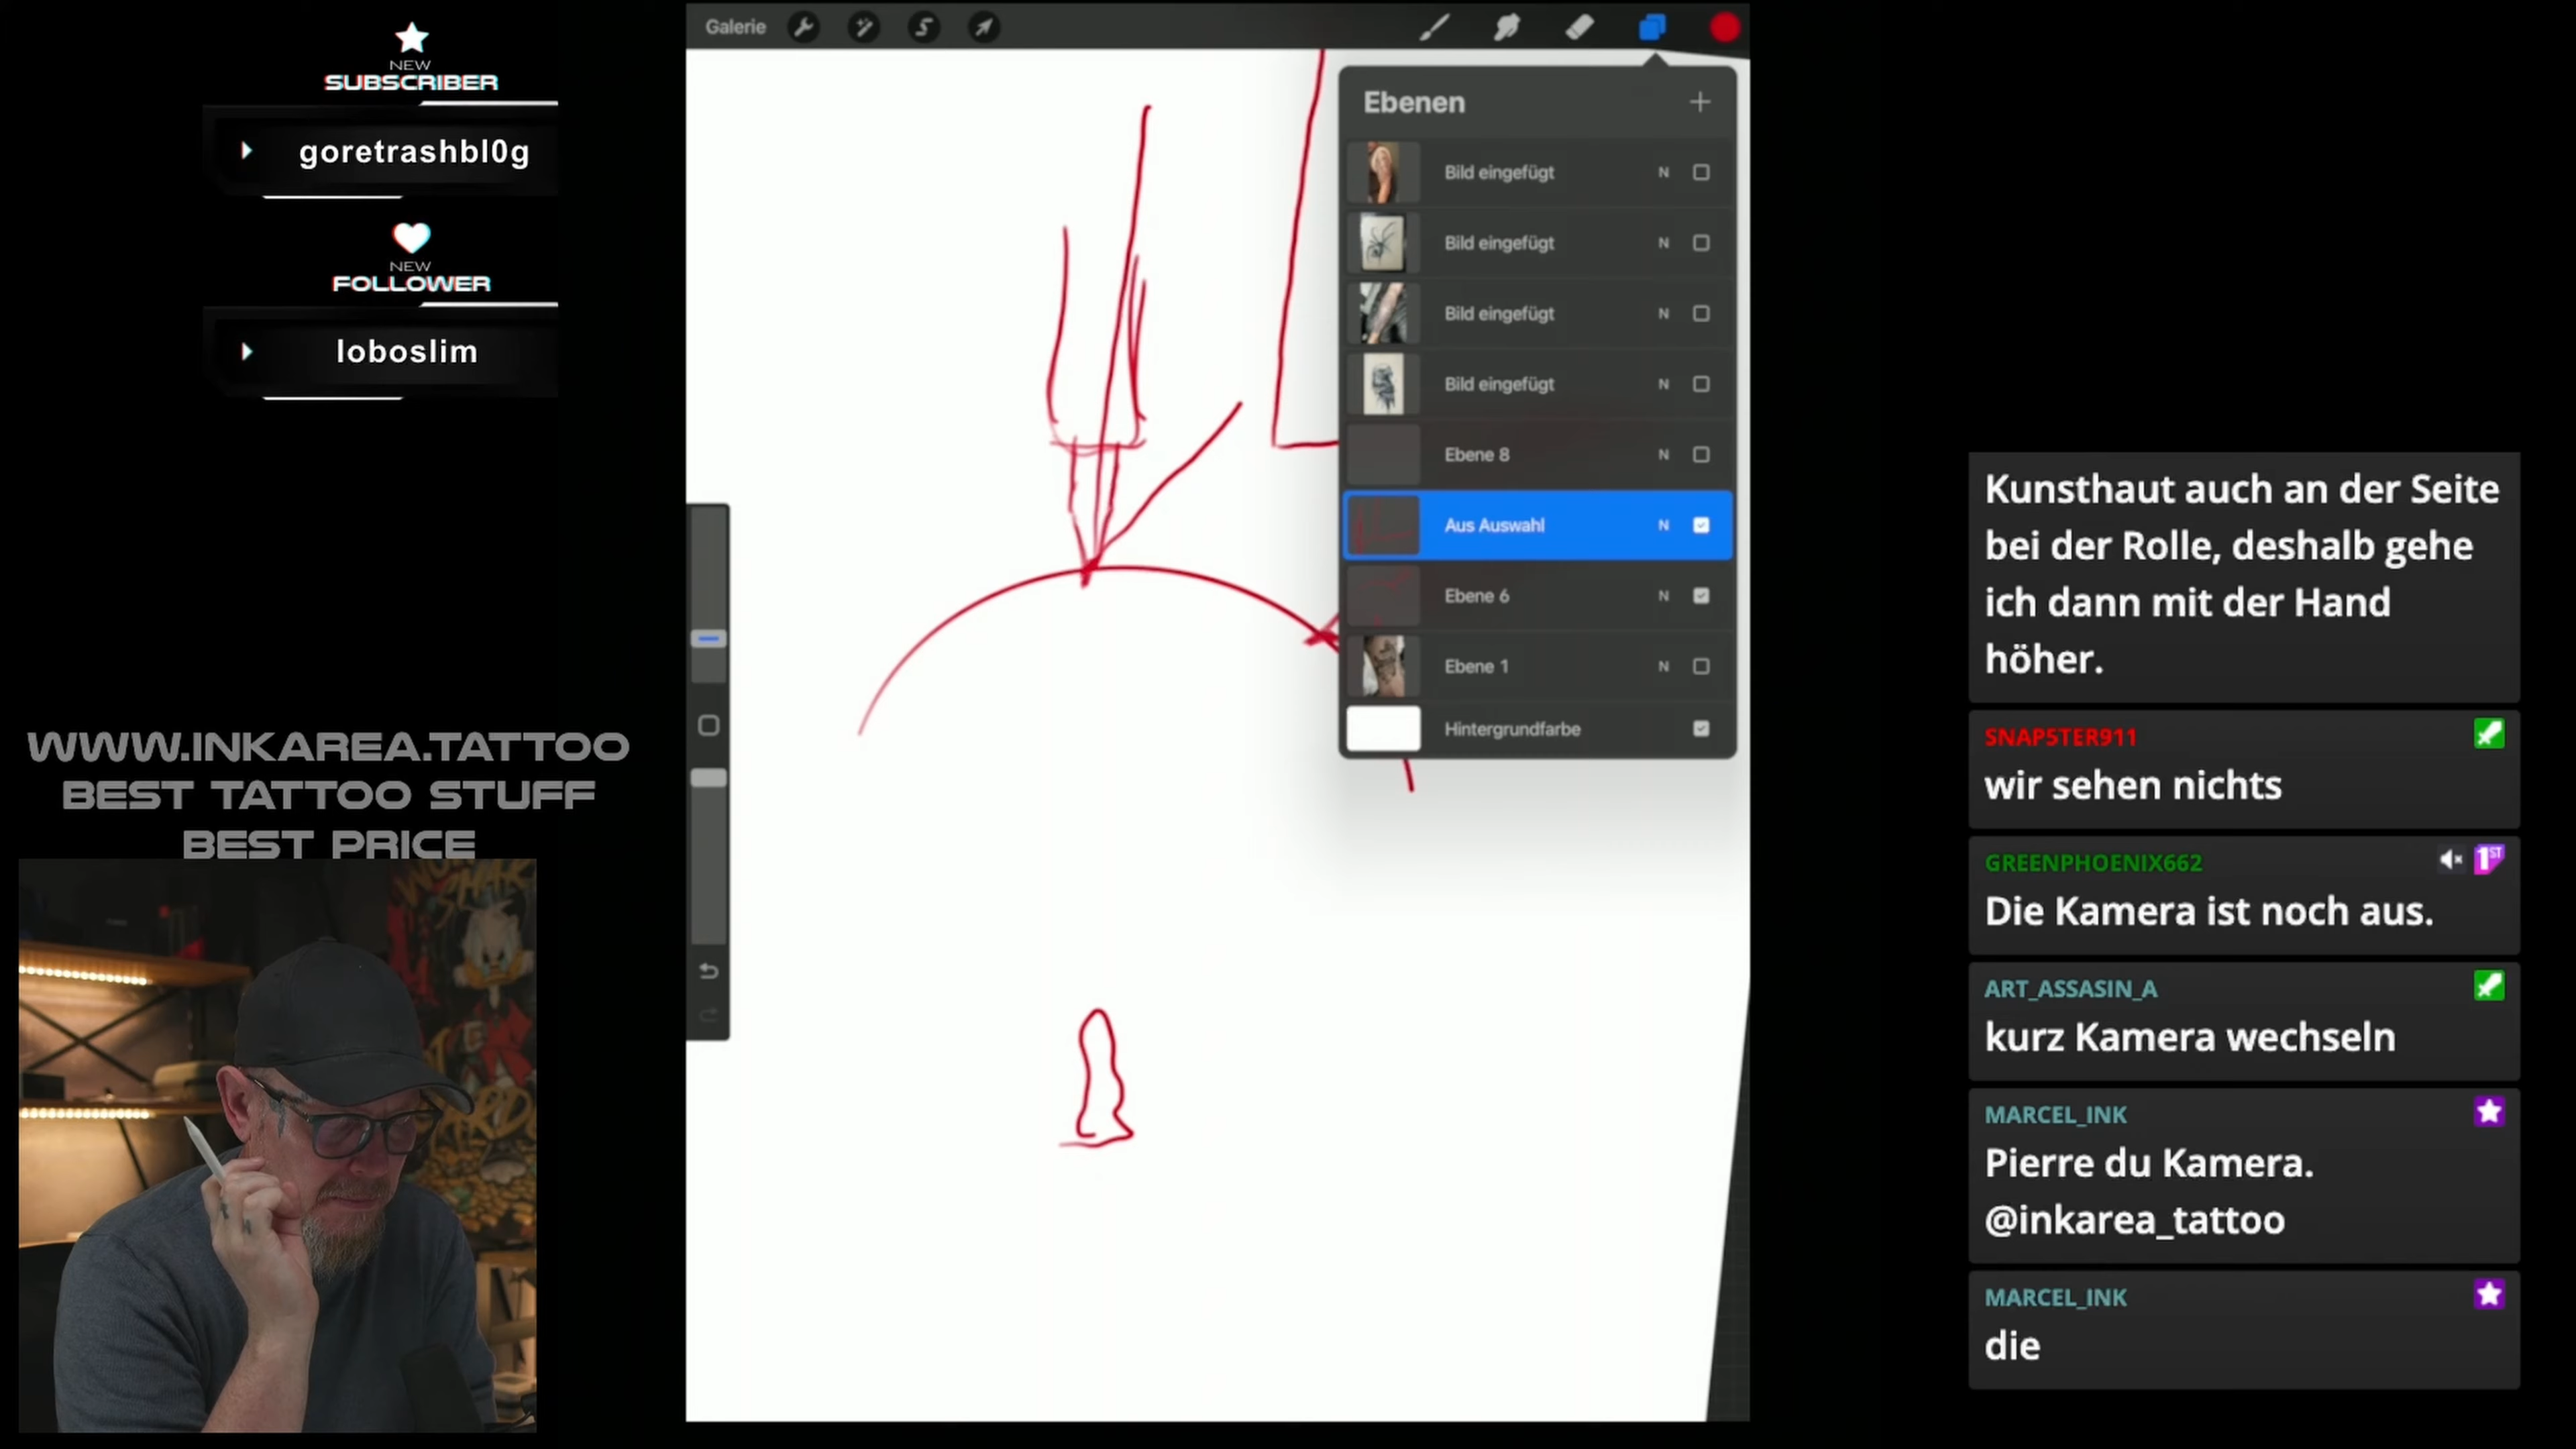 NEW
SUBSCRIBER
goretrashbl0g
NEW
FOLLOWER
loboslim
WWW.INKAREA.TATTOO
BEST TATTOO STUFF
BEST PRICE
Galerie
Ebenen
Bild eingefügt N
Bild eingefügt N
Bild eingefügt N
Bild eingefügt N
Ebene 8 N
Aus Auswahl N
Ebene 6 N
Ebene 1 N
Hintergrundfarbe
Kunsthaut auch an der Seite
bei der Rolle, deshalb gehe
ich dann mit der Hand
höher.
SNAP5TER911
wir sehen nichts
GREENPHOENIX662
1ST
Die Kamera ist noch aus.
ART_ASSASIN_A
kurz Kamera wechseln
MARCEL_INK
Pierre du Kamera.
@inkarea_tattoo
MARCEL_INK
die